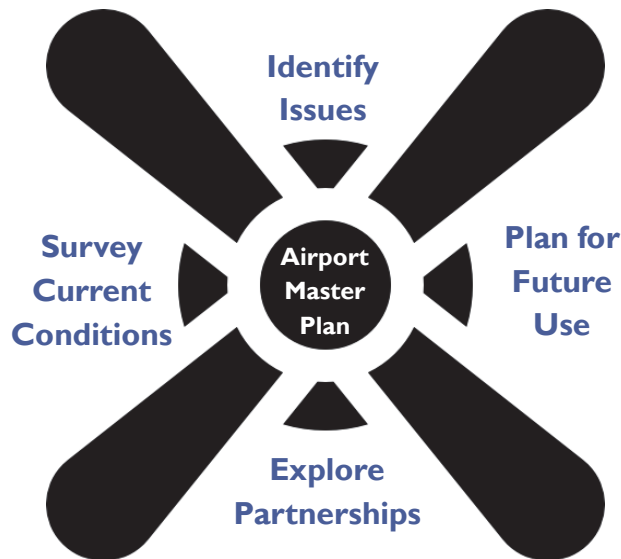 Identify
Issues
Survey
Current
Conditions
Airport
Master
Plan
Plan for
Future
Use
Explore
Partnerships